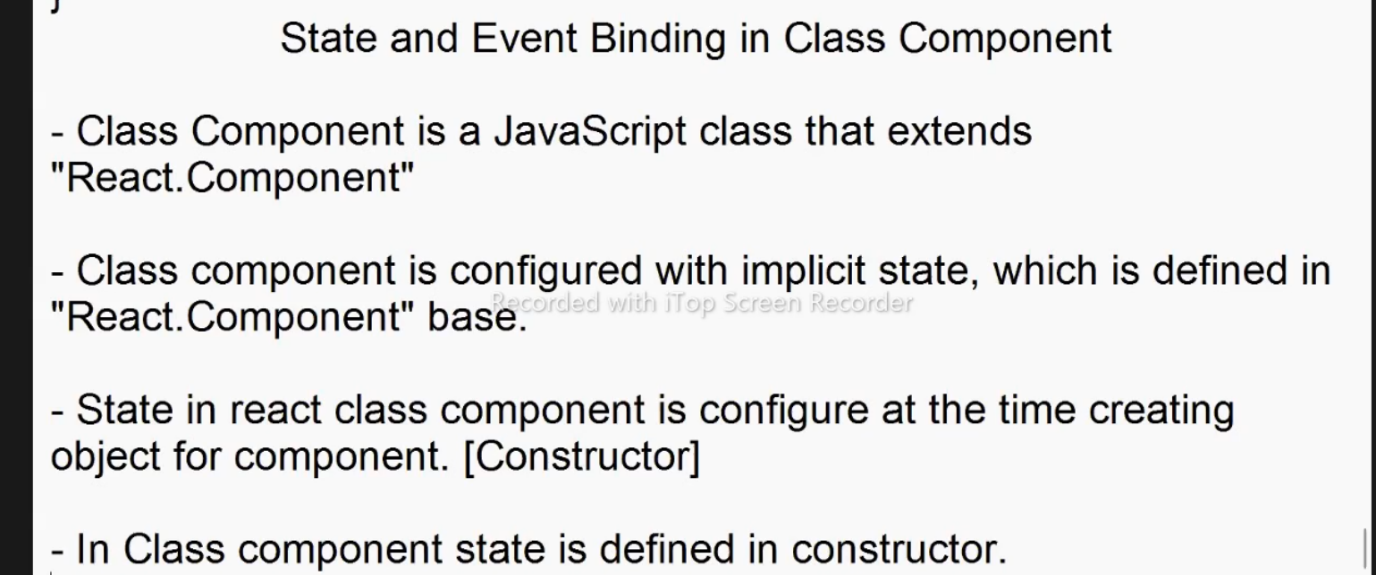 }
State and Event Binding in Class Component
- Class Component is a JavaScript class that extends
"React.Component"
- Class component is configured with implicit state, which is defined in
Recorded with iTop Screen Recorder
"React.Component" base.
- State in react class component is configure at the time creating
object for component. [Constructor]
- In Class component state is defined in constructor.